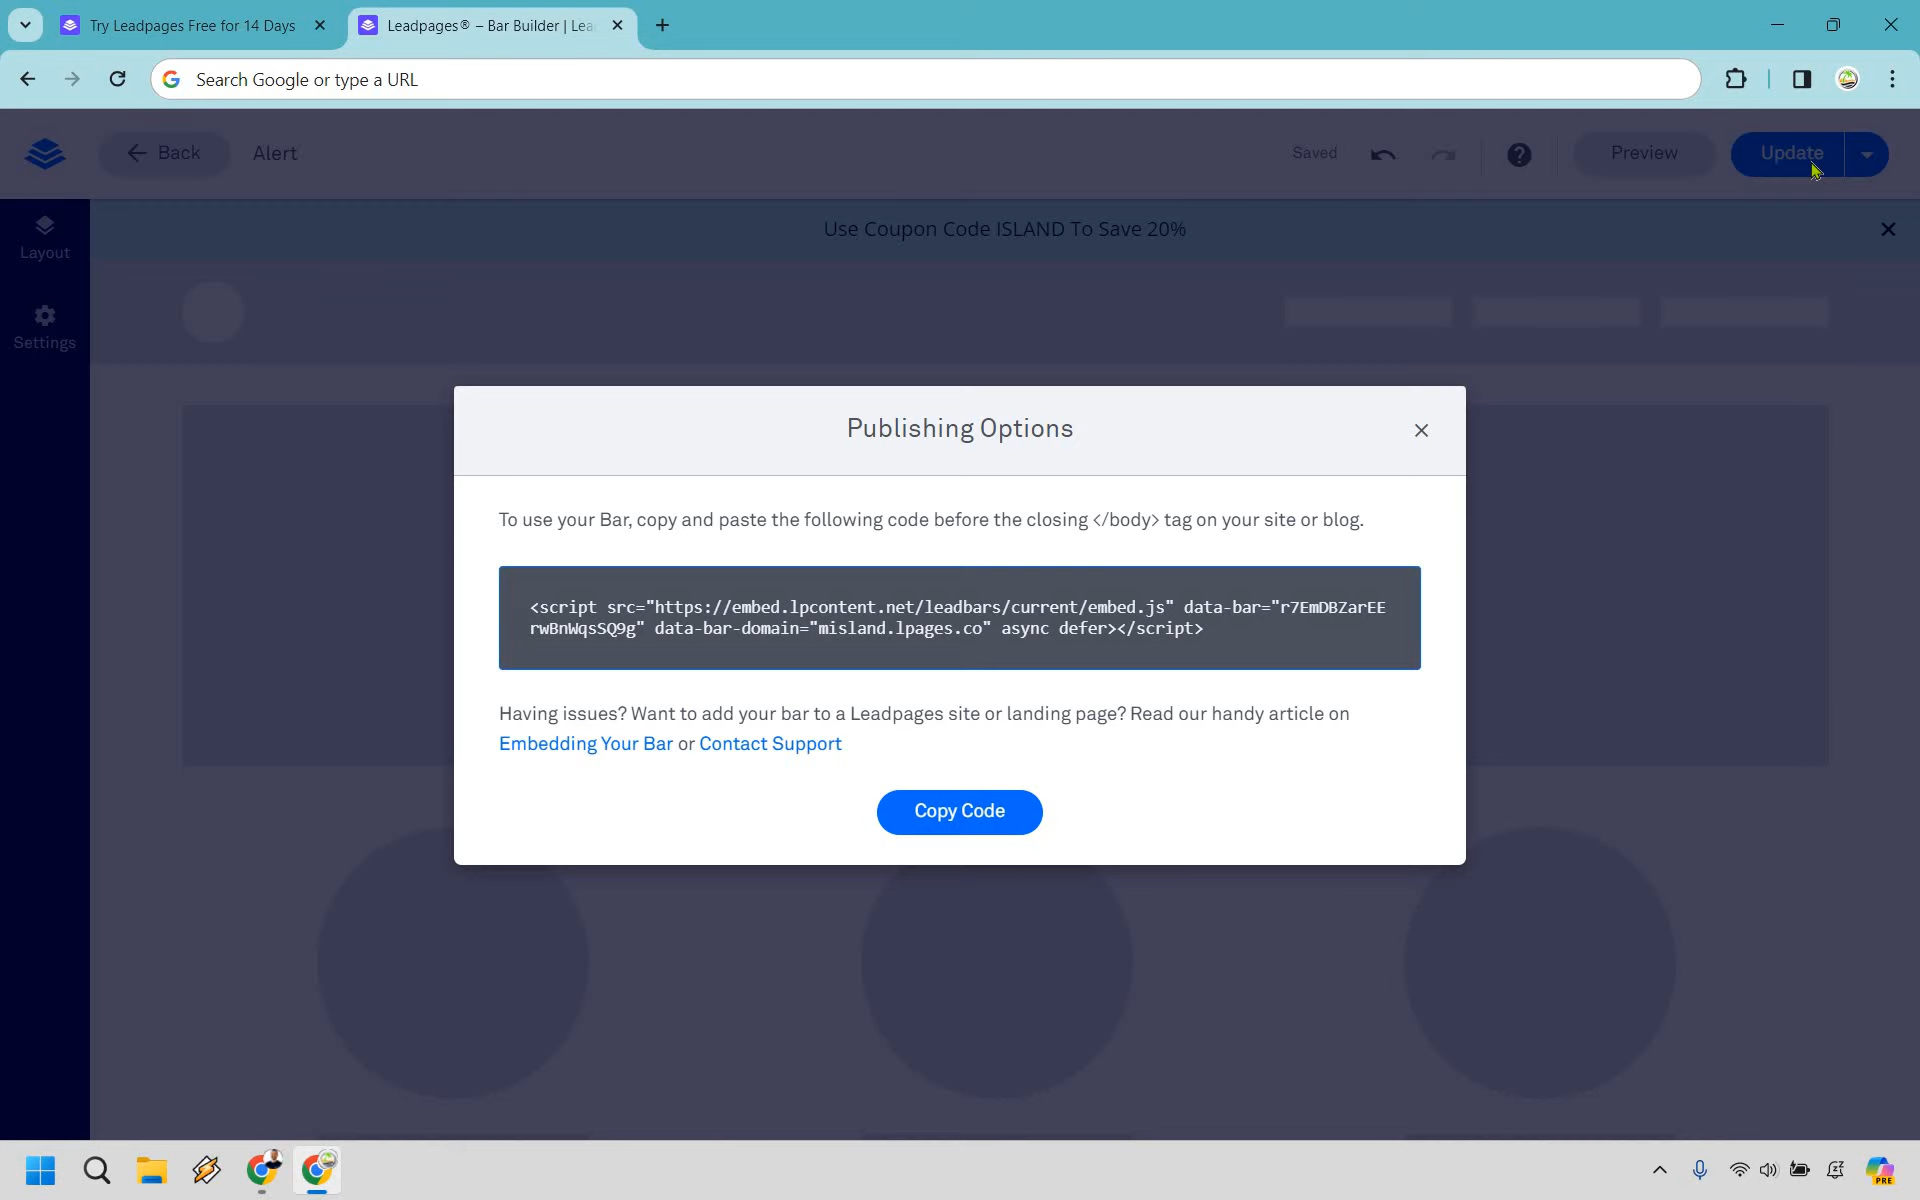 Try Leadpages Free for 14 Days
Leadpages® – Bar Builder | Lea
Search Google or type a URL
Back
Alert
Saved
Preview
Update
Use Coupon Code ISLAND To Save 20%
Layout
Settings
Publishing Options
To use your Bar, copy and paste the following code before the closing </body> tag on your site or blog.
<script src="https://embed.lpcontent.net/leadbars/current/embed.js" data-bar="r7EmDBZarEE
rwBnWqsSQ9g" data-bar-domain="misland.lpages.co" async defer></script>
Having issues? Want to add your bar to a Leadpages site or landing page? Read our handy article on
Embedding Your Bar or Contact Support
Copy Code
PRE